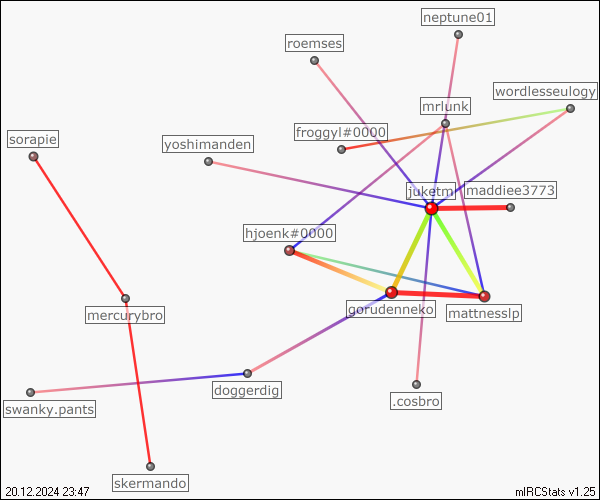 neptune01
roemses
wordlesseulogy
mrlunk
froggyl#0000
sorapie
yoshimanden
juketm
maddiee3773
hjoenk#0000
mercurybro
gorudenneko
mattnesslp
doggerdig
.cosbro
swanky.pants
skermando
20.12.2024 23:47
mIRCStats v1.25